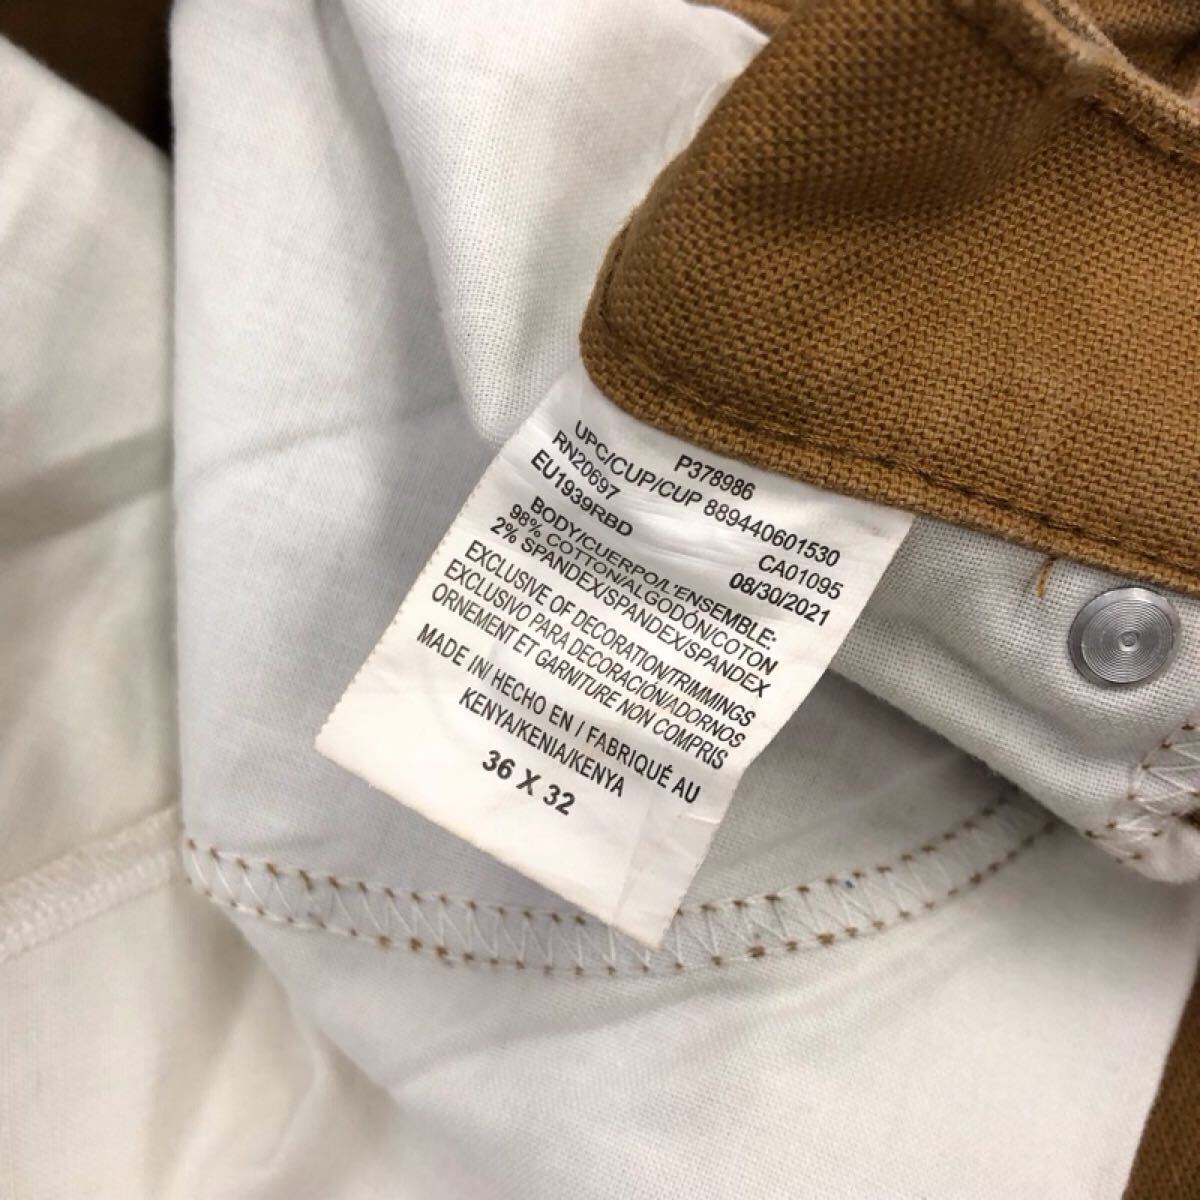 P378986
UPC/CUP/CUP 889440601530
RN20697 CA01095
EU1939RBD 08/30/2021
BODY/CUERPO/L'ENSEMBLE:
98% COTTON/ALGODÓN/COTON
2% SPANDEX/SPANDEX/SPANDEX
EXCLUSIVE OF DECORATION/TRIMMINGS
EXCLUSIVO PARA DECORACIÓN/ADORNOS
ORNEMENT ET GARNITURE NON COMPRIS
MADE IN/ HECHO EN / FABRIQUÉ AU
KENYA/KENIA/KENYA
36 X 32